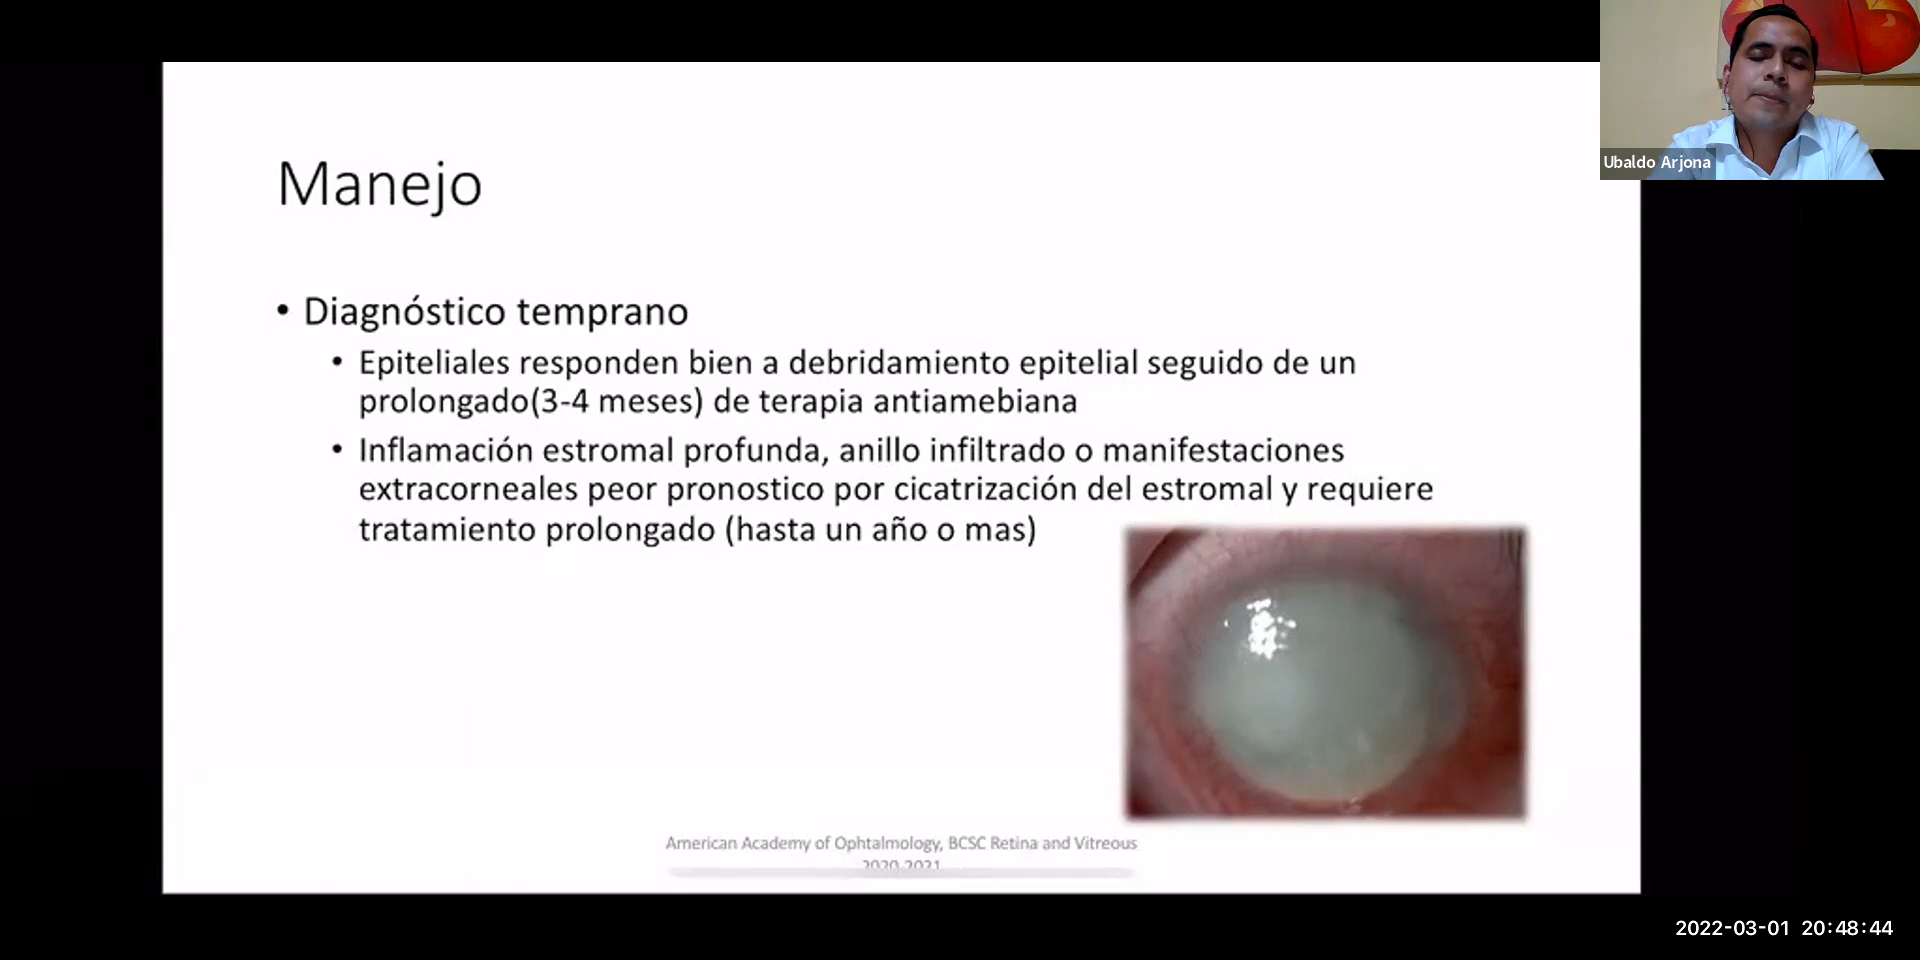 Ubaldo Arjona
Manejo
• Diagnóstico temprano
• Epiteliales responden bien a debridamiento epitelial seguido de un
prolongado(3-4 meses) de terapia antiamebiana
• Inflamación estromal profunda, anillo infiltrado o manifestaciones
extracorneales peor pronostico por cicatrización del estromal y requiere
tratamiento prolongado (hasta un año o mas)
American Academy of Ophtalmology, BCSC Retina and Vitreous
2020-2021
2022-03-01 20:48:44